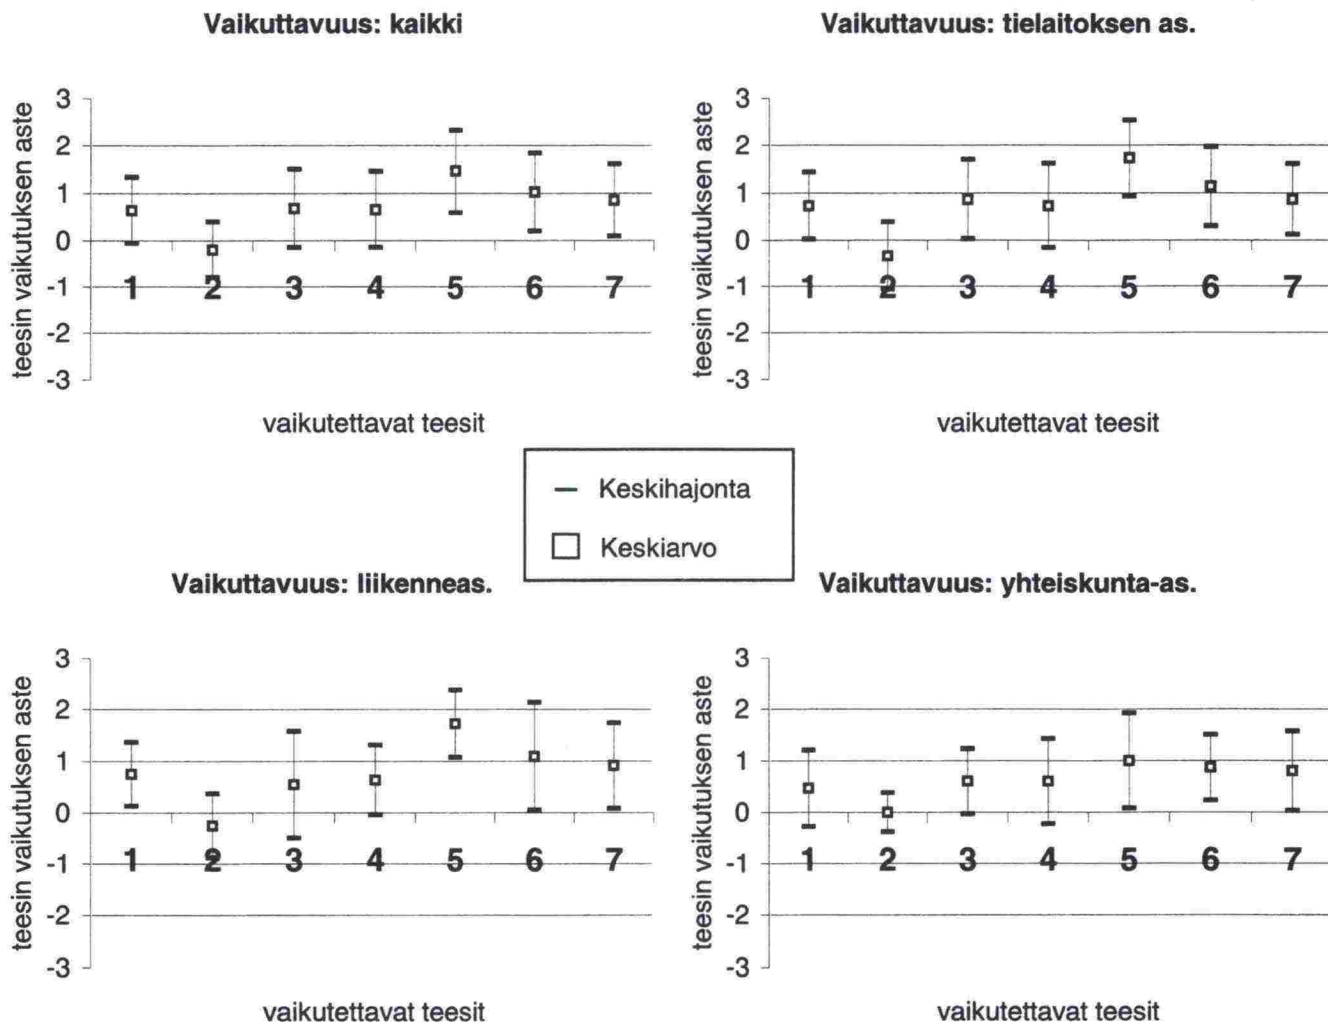 Vaikuttavuus: kaikki
teesin vaikutuksen aste
3
2
1
0
-1
-2
-3
1 2 3 4 5 6 7
vaikutettavat teesit
Vaikuttavuus: tielaitoksen as.
teesin vaikutuksen aste
3
2
1
0
-1
-2
-3
1 2 3 4 5 6 7
vaikutettavat teesit
Keskihajonta
Keskiarvo
Vaikuttavuus: liikenneas.
teesin vaikutuksen aste
3
2
1
0
-1
-2
-3
1 2 3 4 5 6 7
vaikutettavat teesit
Vaikuttavuus: yhteiskunta-as.
teesin vaikutuksen aste
3
2
1
0
-1
-2
-3
1 2 3 4 5 6 7
vaikutettavat teesit